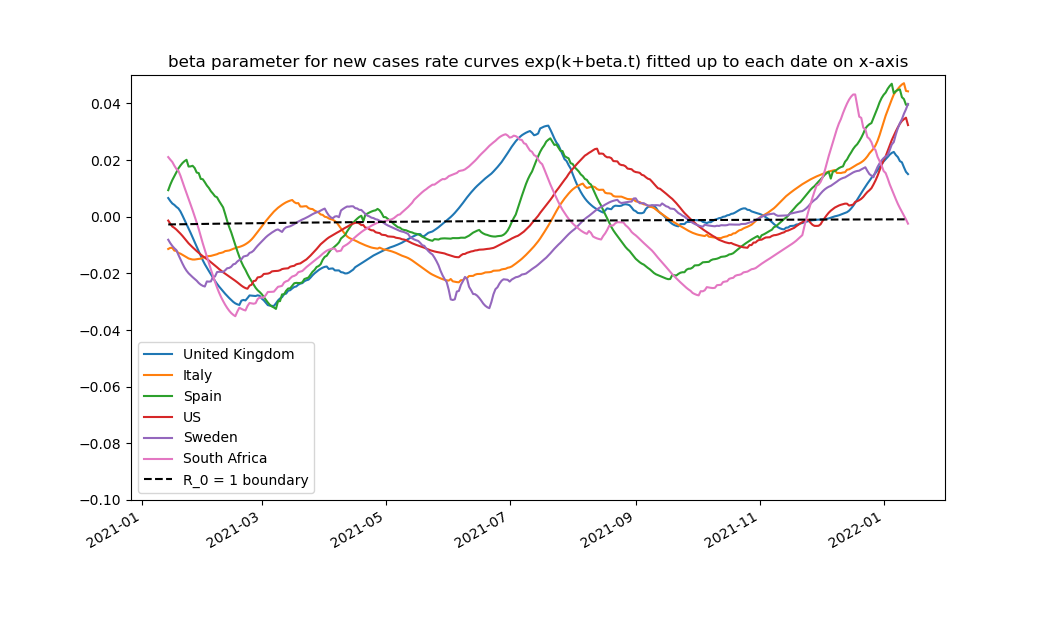 beta parameter for new cases rate curves exp(k+beta.t) fitted up to each date on x-axis
0.04
0.02
0.00
−0.02
−0.04
−0.06
−0.08
−0.10
United Kingdom
Italy
Spain
US
Sweden
South Africa
R_0 = 1 boundary
2021-01
2021-03
2021-05
2021-07
2021-09
2021-11
2022-01